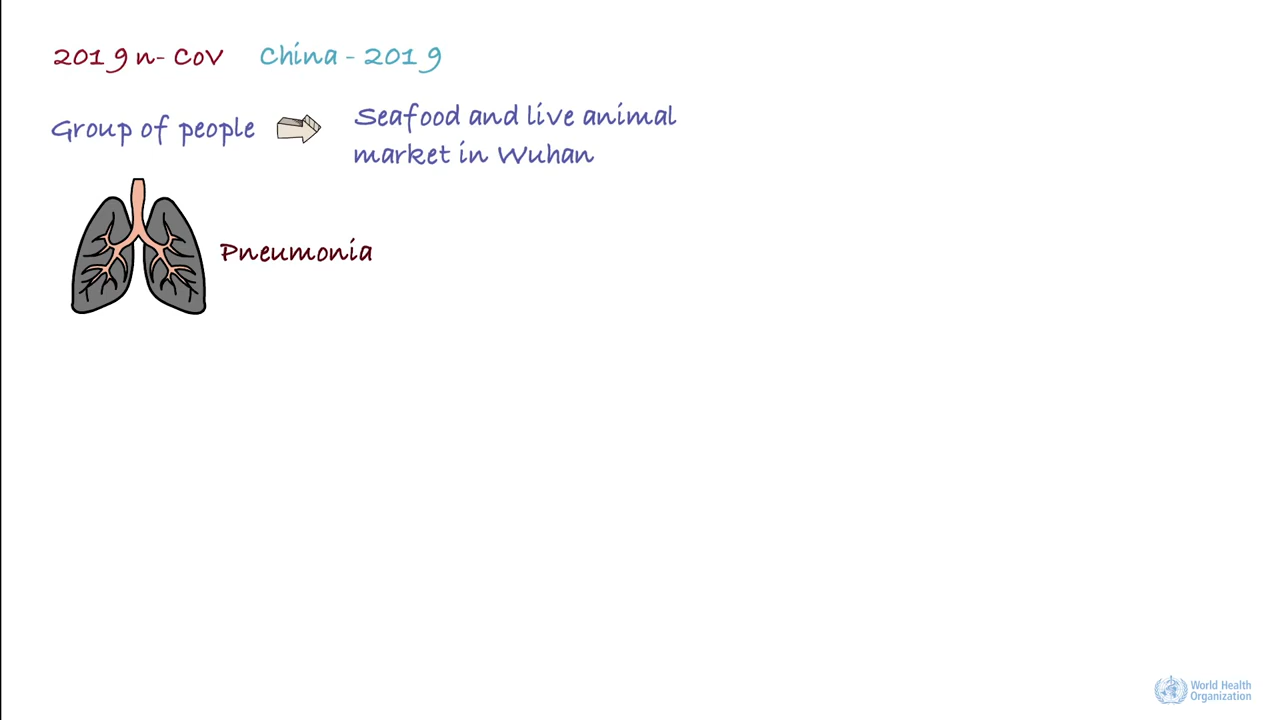 2019 n- CoV China - 2019
Group of people
Seafood and live animal
market in Wuhan
Pneumonia
World Health
Organization